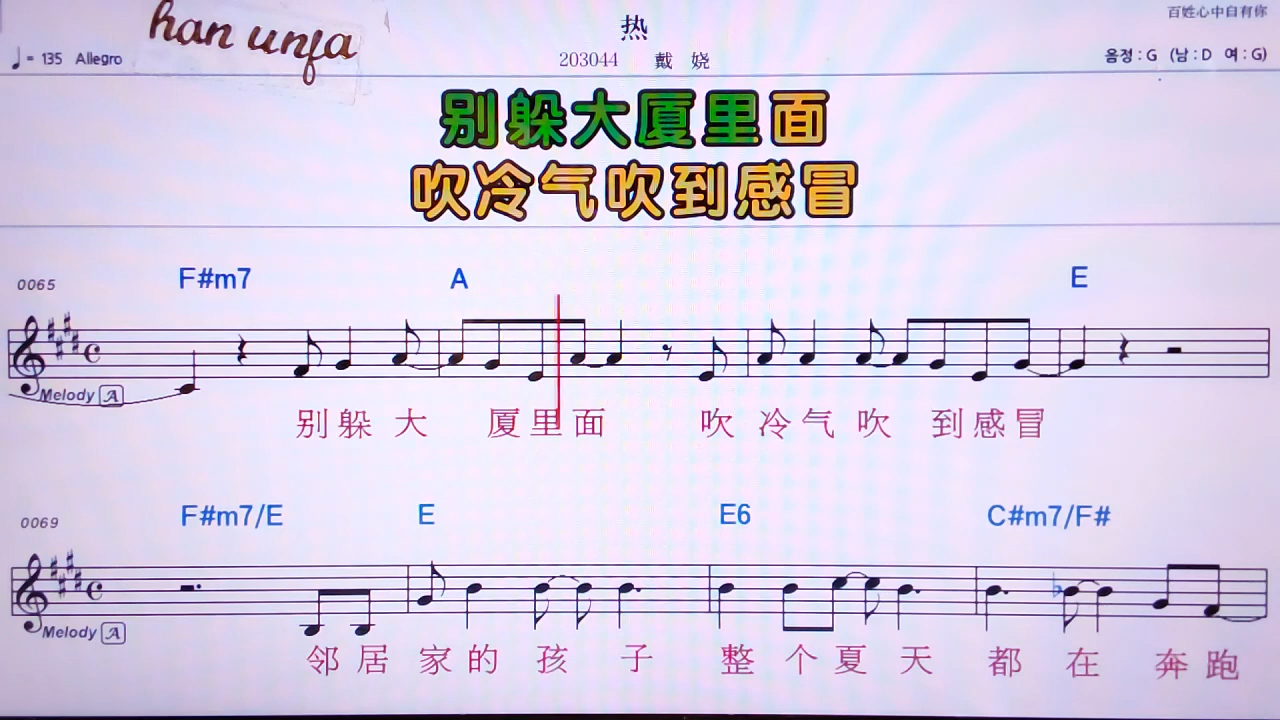 han unfa
热
百姓心中自有你
♩= 135 Allegro
203044 戴 娆
음정 : G (남 : D 여 : G)
别躲大厦里面
吹冷气吹到感冒
0065
F#m7 A E
Melody A
别 躲 大 厦 里 面 吹 冷 气 吹 到 感 冒
0069
F#m7/E E E6 C#m7/F#
Melody A
邻 居 家 的 孩 子 整 个 夏 天 都 在 奔 跑